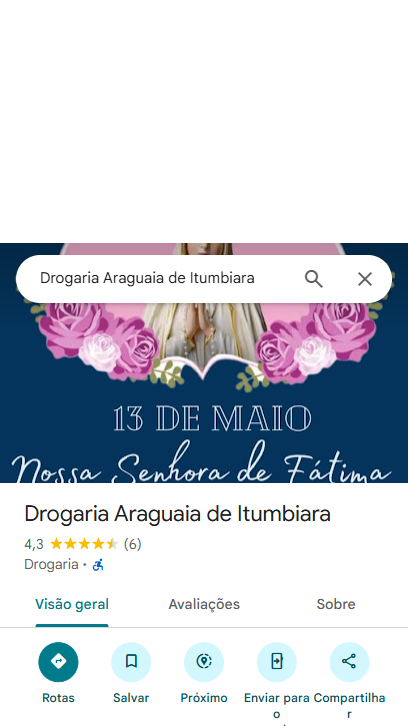 Drogaria Araguaia de Itumbiara
13 DE MAIO
Nossa Senhora de Fátima
Drogaria Araguaia de Itumbiara
4,3 (6)
Drogaria ·
Visão geral Avaliações Sobre
Rotas Salvar Próximo Enviar para o Compartilhar